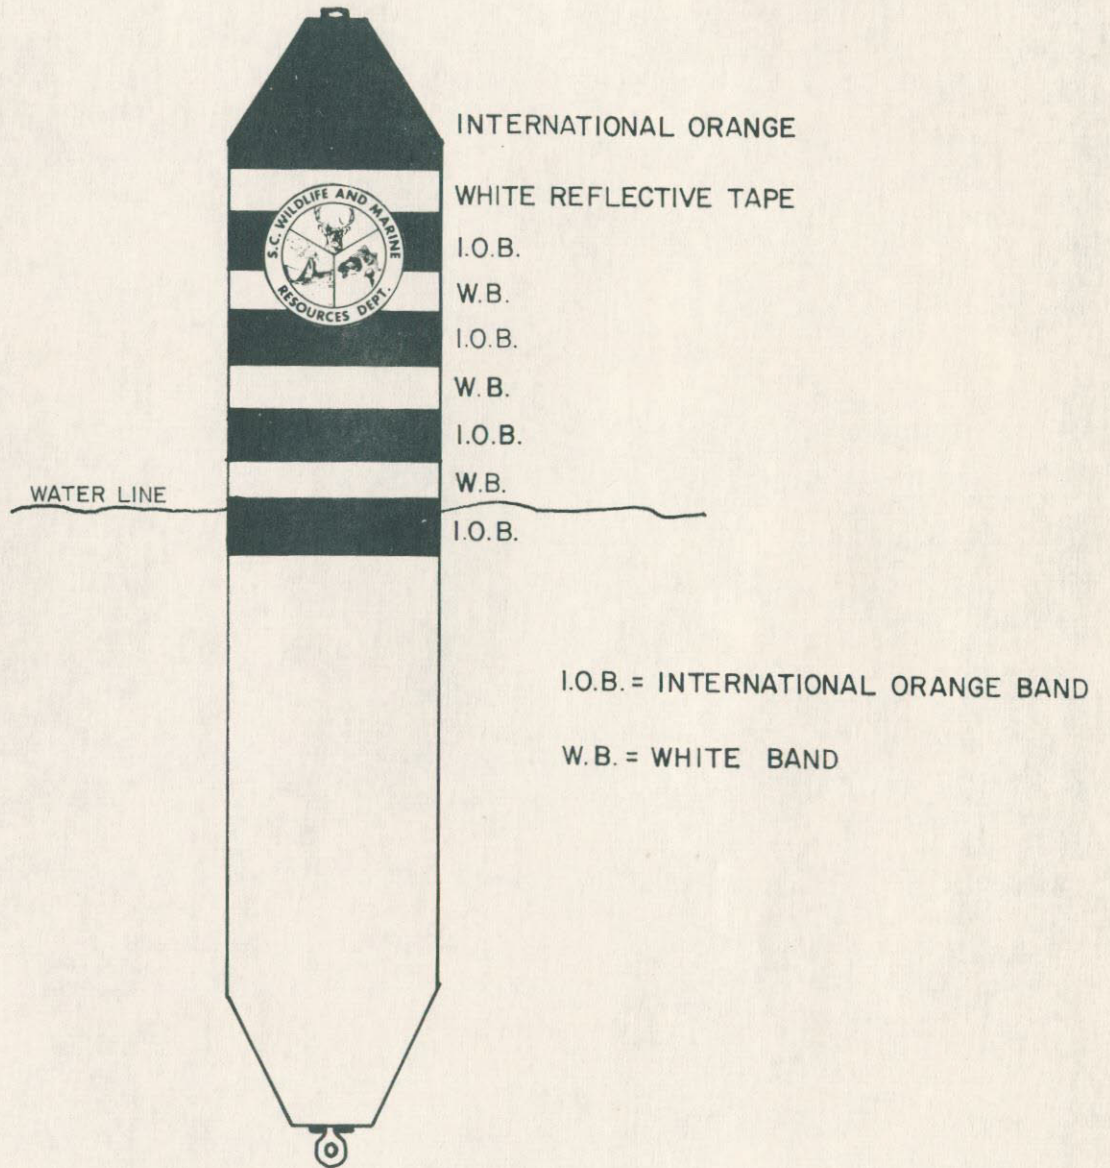 INTERNATIONAL ORANGE
WHITE REFLECTIVE TAPE
S.C. WILDLIFE AND MARINE
RESOURCES DEPT.
I.O.B.
W.B.
I.O.B.
W.B.
I.O.B.
W.B.
WATER LINE
I.O.B.
I.O.B. = INTERNATIONAL ORANGE BAND
W.B. = WHITE BAND